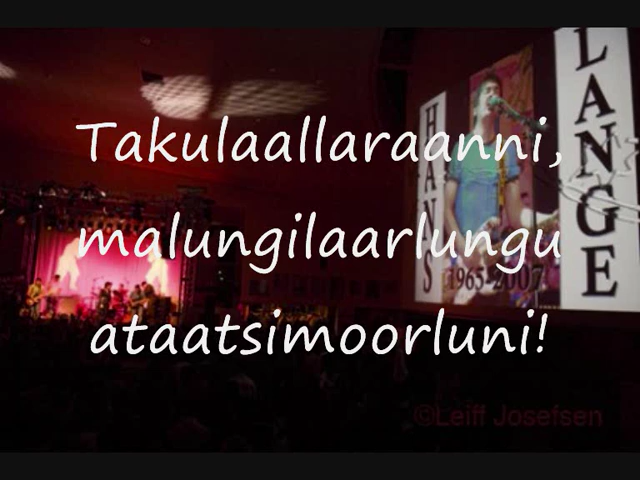 Takulaallaraanni,
malungilaarlungu
ataatsimoorluni!
HANS
LANGE
1965-2007
©Leiff Josefsen